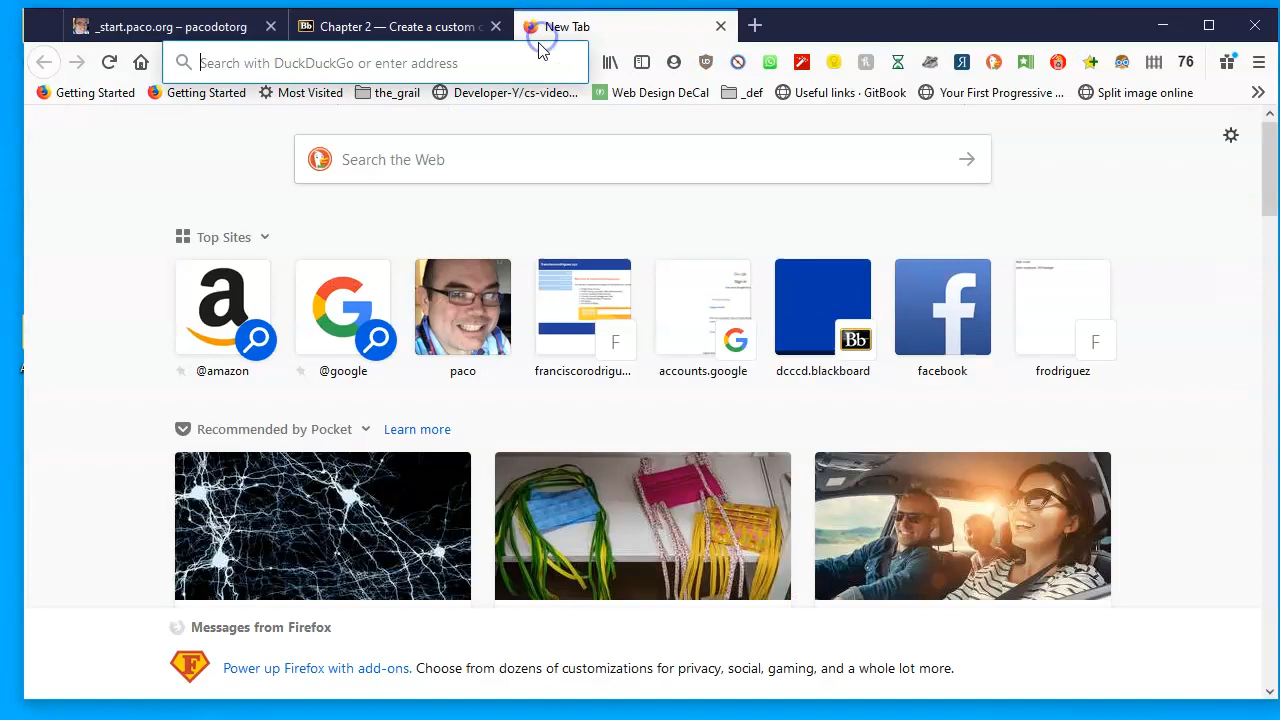 _start.paco.org – pacodotorg
Bb Chapter 2 — Create a custom c
New Tab
Search with DuckDuckGo or enter address
76
Getting Started
Getting Started
Most Visited
the_grail
Developer-Y/cs-video...
Web Design DeCal
_def
Useful links · GitBook
Your First Progressive ...
Split image online
Search the Web
Top Sites
F
Bb
F
@amazon
@google
paco
franciscorodrigu...
accounts.google
dcccd.blackboard
facebook
frodriguez
Recommended by Pocket
Learn more
Messages from Firefox
Power up Firefox with add-ons. Choose from dozens of customizations for privacy, social, gaming, and a whole lot more.